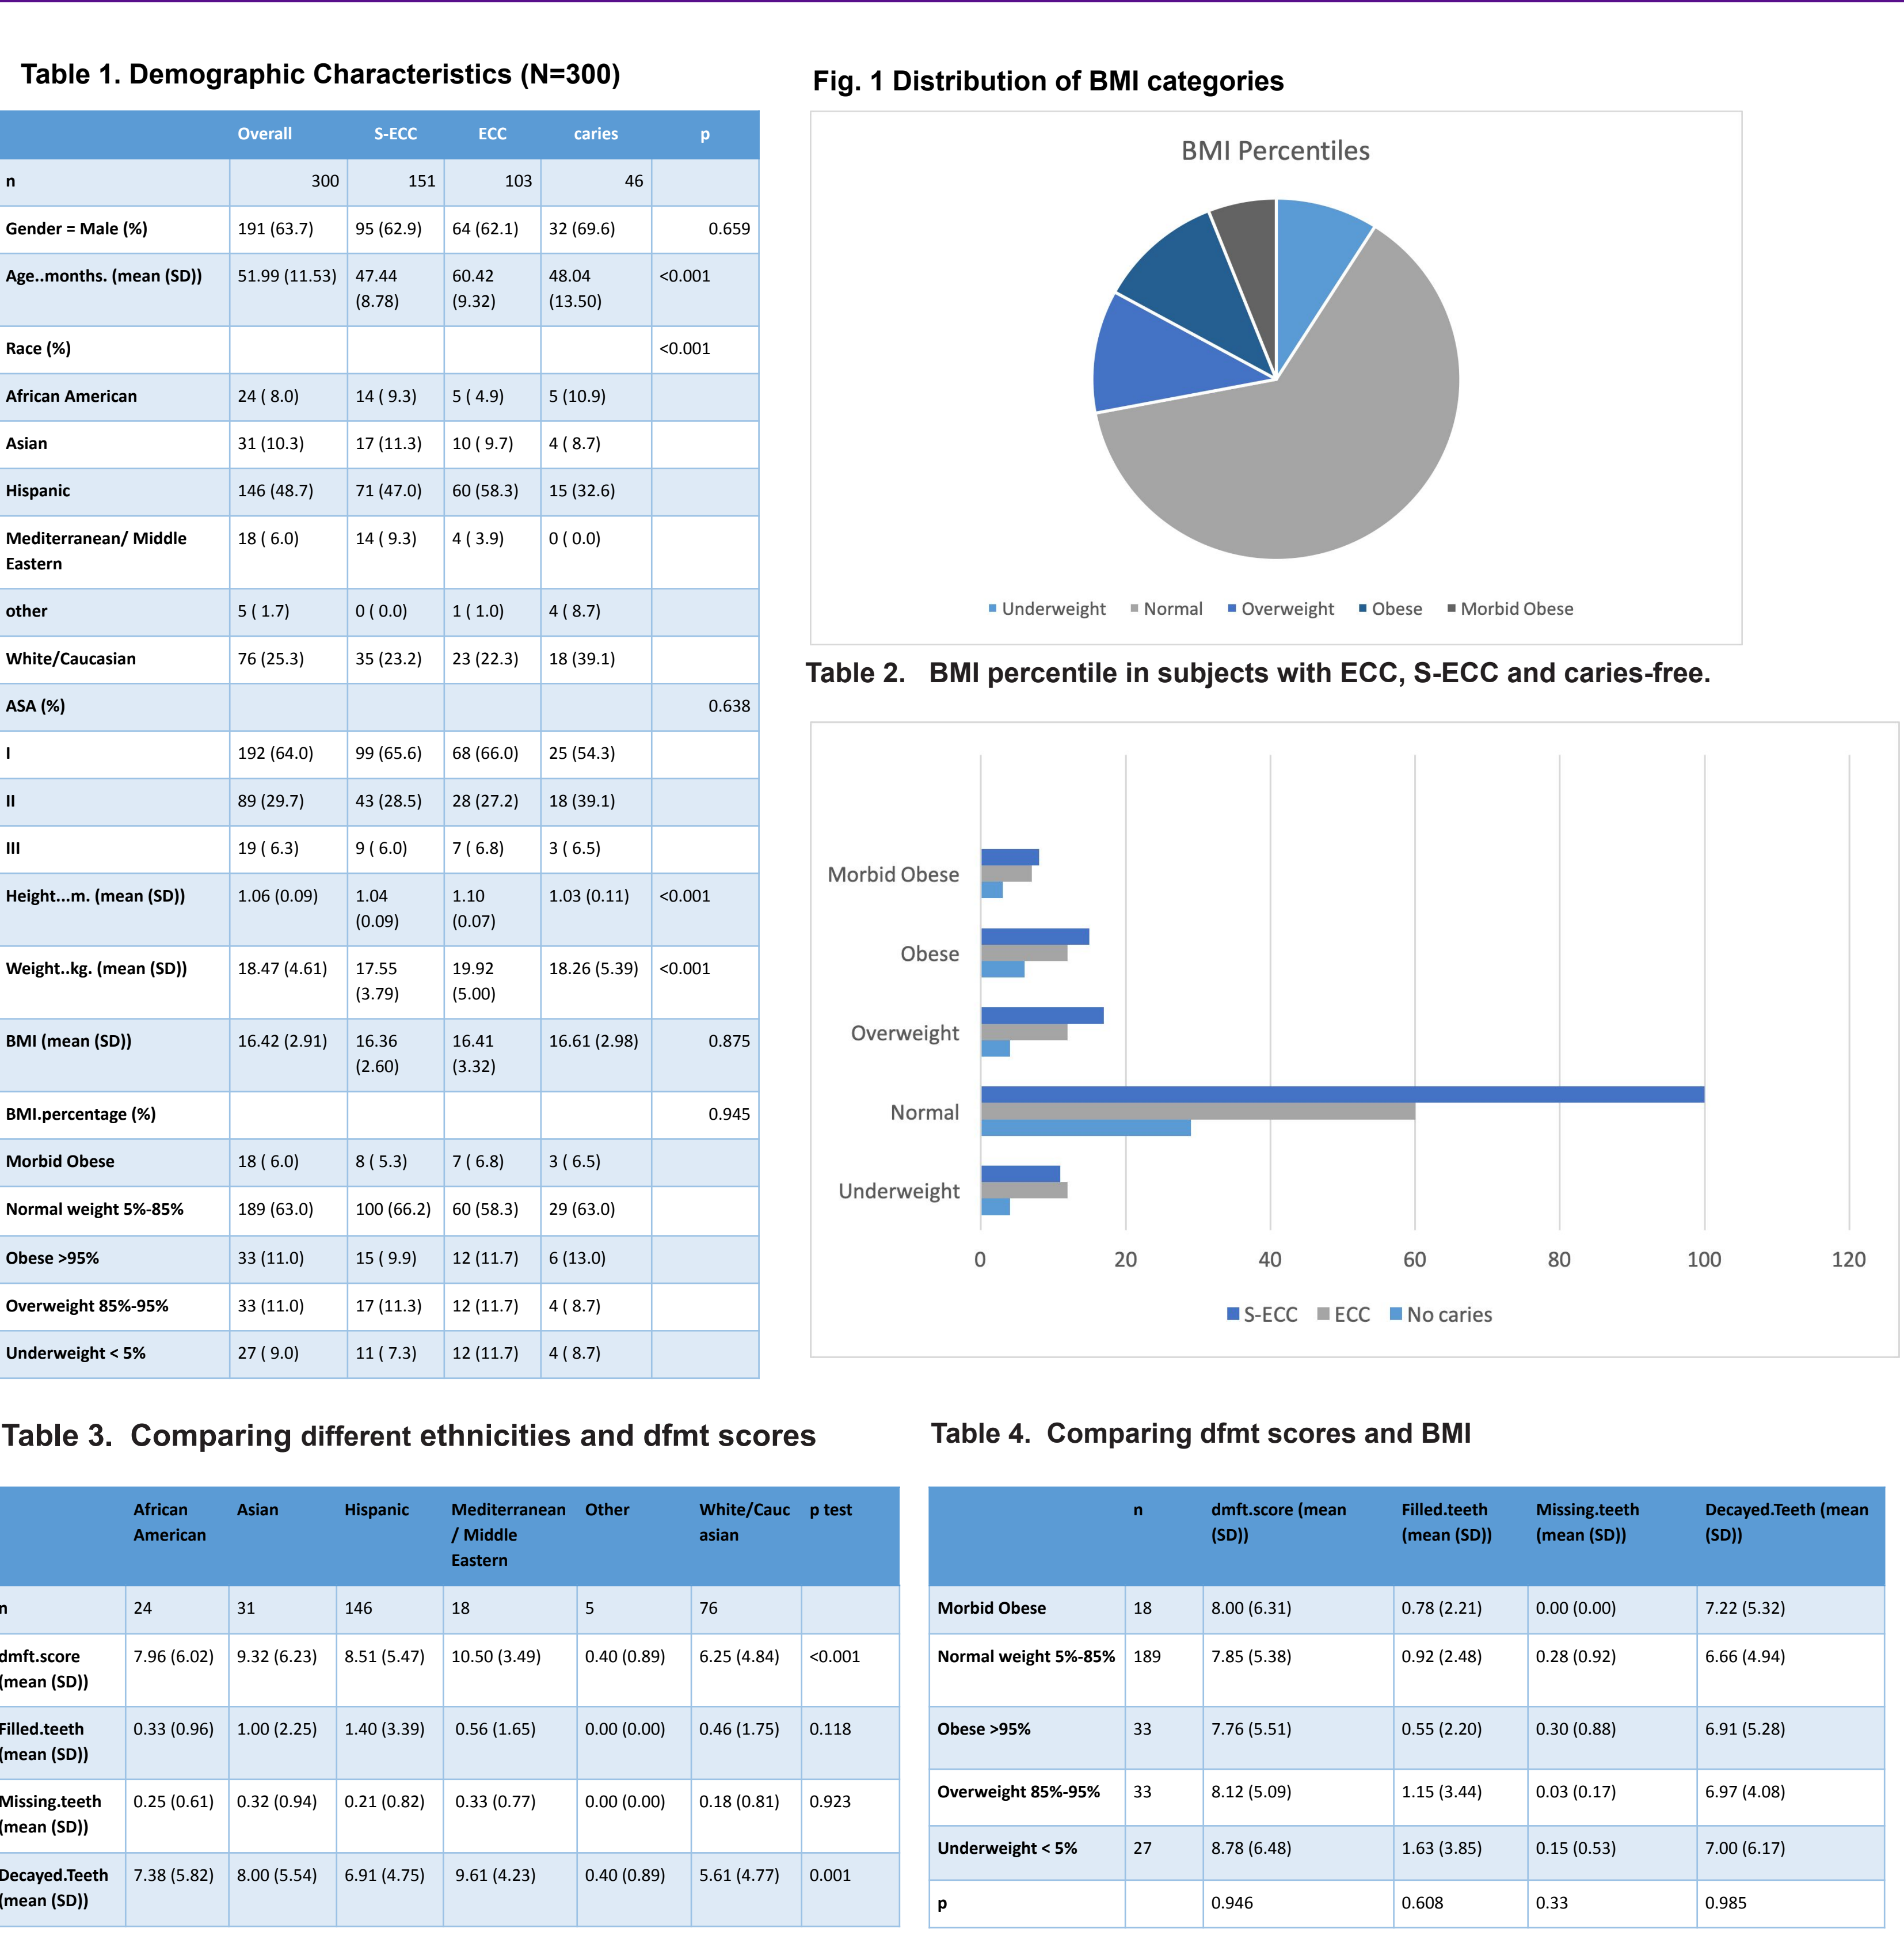 Table 1. Demographic Characteristics (N=300)
Overall S-ECC ECC caries p
n 300 151 103 46
Gender = Male (%) 191 (63.7) 95 (62.9) 64 (62.1) 32 (69.6) 0.659
Age..months. (mean (SD)) 51.99 (11.53) 47.44 60.42 48.04 <0.001
(8.78) (9.32) (13.50)
Race (%) <0.001
African American 24 ( 8.0) 14 ( 9.3) 5 ( 4.9) 5 (10.9)
Asian 31 (10.3) 17 (11.3) 10 ( 9.7) 4 ( 8.7)
Hispanic 146 (48.7) 71 (47.0) 60 (58.3) 15 (32.6)
Mediterranean/ Middle 18 ( 6.0) 14 ( 9.3) 4 ( 3.9) 0 ( 0.0)
Eastern
other 5 ( 1.7) 0 ( 0.0) 1 ( 1.0) 4 ( 8.7)
White/Caucasian 76 (25.3) 35 (23.2) 23 (22.3) 18 (39.1)
ASA (%) 0.638
I 192 (64.0) 99 (65.6) 68 (66.0) 25 (54.3)
II 89 (29.7) 43 (28.5) 28 (27.2) 18 (39.1)
III 19 ( 6.3) 9 ( 6.0) 7 ( 6.8) 3 ( 6.5)
Height...m. (mean (SD)) 1.06 (0.09) 1.04 1.10 1.03 (0.11) <0.001
(0.09) (0.07)
Weight..kg. (mean (SD)) 18.47 (4.61) 17.55 19.92 18.26 (5.39) <0.001
(3.79) (5.00)
BMI (mean (SD)) 16.42 (2.91) 16.36 16.41 16.61 (2.98) 0.875
(2.60) (3.32)
BMI.percentage (%) 0.945
Morbid Obese 18 ( 6.0) 8 ( 5.3) 7 ( 6.8) 3 ( 6.5)
Normal weight 5%-85% 189 (63.0) 100 (66.2) 60 (58.3) 29 (63.0)
Obese >95% 33 (11.0) 15 ( 9.9) 12 (11.7) 6 (13.0)
Overweight 85%-95% 33 (11.0) 17 (11.3) 12 (11.7) 4 ( 8.7)
Underweight < 5% 27 ( 9.0) 11 ( 7.3) 12 (11.7) 4 ( 8.7)
Fig. 1 Distribution of BMI categories
BMI Percentiles
Underweight Normal Overweight Obese Morbid Obese
Table 2. BMI percentile in subjects with ECC, S-ECC and caries-free.
Morbid Obese
Obese
Overweight
Normal
Underweight
0 20 40 60 80 100 120
S-ECC ECC No caries
Table 3. Comparing different ethnicities and dfmt scores
African Asian Hispanic Mediterranean Other White/Cauc p test
American / Middle asian
Eastern
n 24 31 146 18 5 76
dmft.score 7.96 (6.02) 9.32 (6.23) 8.51 (5.47) 10.50 (3.49) 0.40 (0.89) 6.25 (4.84) <0.001
(mean (SD))
Filled.teeth 0.33 (0.96) 1.00 (2.25) 1.40 (3.39) 0.56 (1.65) 0.00 (0.00) 0.46 (1.75) 0.118
(mean (SD))
Missing.teeth 0.25 (0.61) 0.32 (0.94) 0.21 (0.82) 0.33 (0.77) 0.00 (0.00) 0.18 (0.81) 0.923
(mean (SD))
Decayed.Teeth 7.38 (5.82) 8.00 (5.54) 6.91 (4.75) 9.61 (4.23) 0.40 (0.89) 5.61 (4.77) 0.001
(mean (SD))
Table 4. Comparing dfmt scores and BMI
n dmft.score (mean Filled.teeth Missing.teeth Decayed.Teeth (mean
(SD)) (mean (SD)) (mean (SD)) (SD))
Morbid Obese 18 8.00 (6.31) 0.78 (2.21) 0.00 (0.00) 7.22 (5.32)
Normal weight 5%-85% 189 7.85 (5.38) 0.92 (2.48) 0.28 (0.92) 6.66 (4.94)
Obese >95% 33 7.76 (5.51) 0.55 (2.20) 0.30 (0.88) 6.91 (5.28)
Overweight 85%-95% 33 8.12 (5.09) 1.15 (3.44) 0.03 (0.17) 6.97 (4.08)
Underweight < 5% 27 8.78 (6.48) 1.63 (3.85) 0.15 (0.53) 7.00 (6.17)
p 0.946 0.608 0.33 0.985